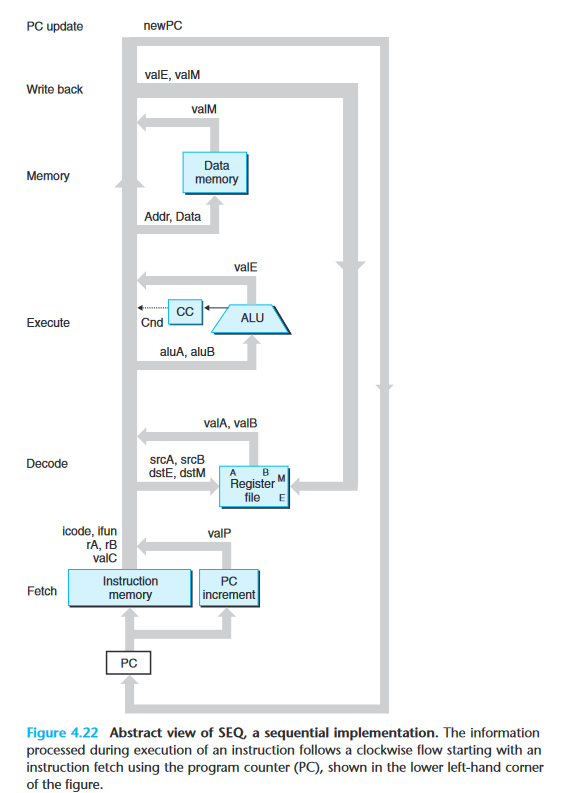 PC update
newPC
Write back
valE, valM
valM
Memory
Data
memory
Addr, Data
valE
Execute
Cnd
CC
ALU
aluA, aluB
valA, valB
Decode
srcA, srcB
dstE, dstM
A B
M
Register
file
E
icode, ifun
rA, rB
valC
valP
Fetch
Instruction
memory
PC
increment
PC
Figure 4.22 Abstract view of SEQ, a sequential implementation. The information
processed during execution of an instruction follows a clockwise flow starting with an
instruction fetch using the program counter (PC), shown in the lower left-hand corner
of the figure.